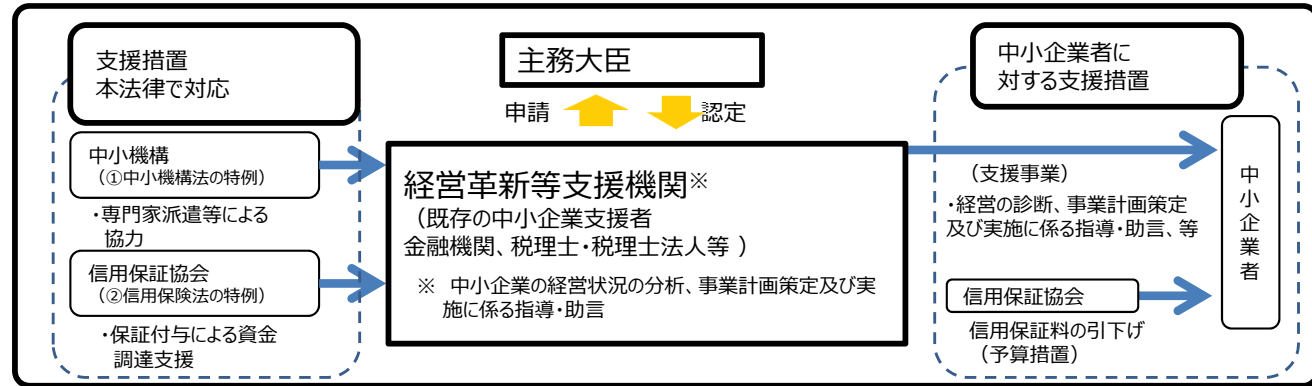 支援措置
本法律で対応
中小機構
(①中小機構法の特例)
・専門家派遣等による
協力
信用保証協会
(②信用保険法の特例)
・保証付与による資金
調達支援
主務大臣
申請
認定
経営革新等支援機関※
(既存の中小企業支援者
金融機関、税理士・税理士法人等 )
※ 中小企業の経営状況の分析、事業計画策定及び実
施に係る指導・助言
中小企業者に
対する支援措置
(支援事業)
・経営の診断、事業計画策定
及び実施に係る指導・助言、等
信用保証協会
信用保証料の引下げ
(予算措置)
中小企業者